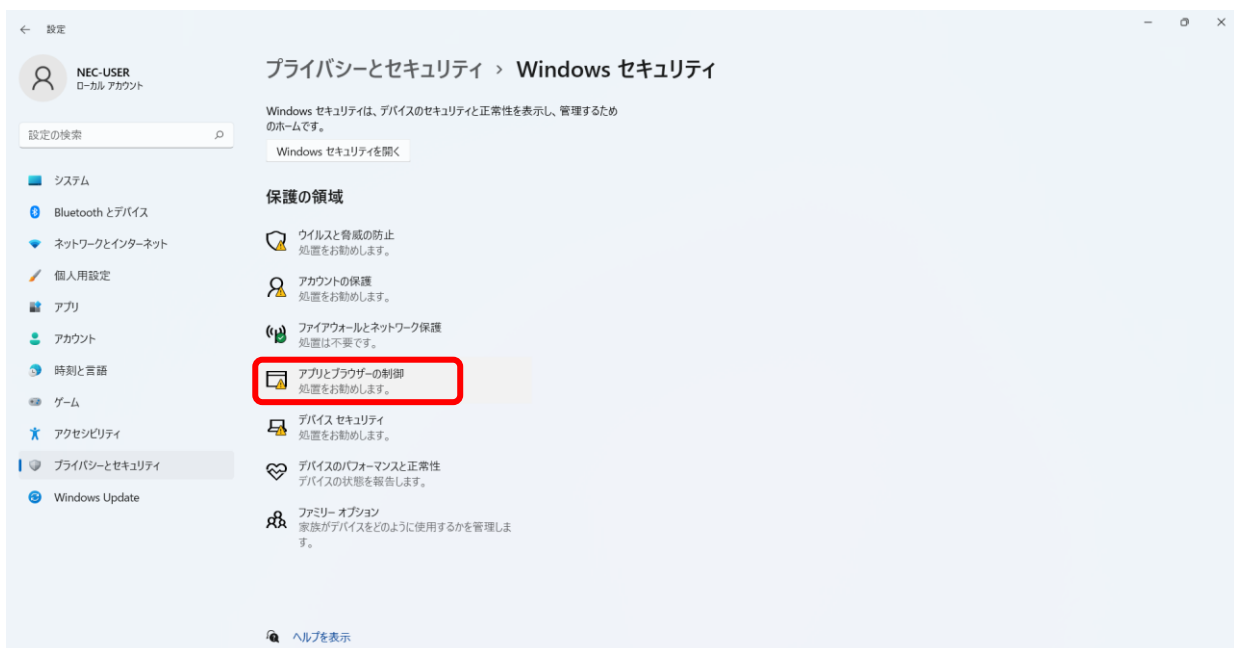 設定
NEC-USER
ローカル アカウント
設定の検索
システム
Bluetooth とデバイス
ネットワークとインターネット
個人用設定
アプリ
アカウント
時刻と言語
ゲーム
アクセシビリティ
プライバシーとセキュリティ
Windows Update
プライバシーとセキュリティ › Windows セキュリティ
Windows セキュリティは、デバイスのセキュリティと正常性を表示し、管理するため
のホームです。
Windows セキュリティを開く
保護の領域
ウイルスと脅威の防止
処置をお勧めします。
アカウントの保護
処置をお勧めします。
ファイアウォールとネットワーク保護
処置は不要です。
アプリとブラウザーの制御
処置をお勧めします。
デバイス セキュリティ
処置をお勧めします。
デバイスのパフォーマンスと正常性
デバイスの状態を報告します。
ファミリー オプション
家族がデバイスをどのように使用するかを管理しま
す。
ヘルプを表示